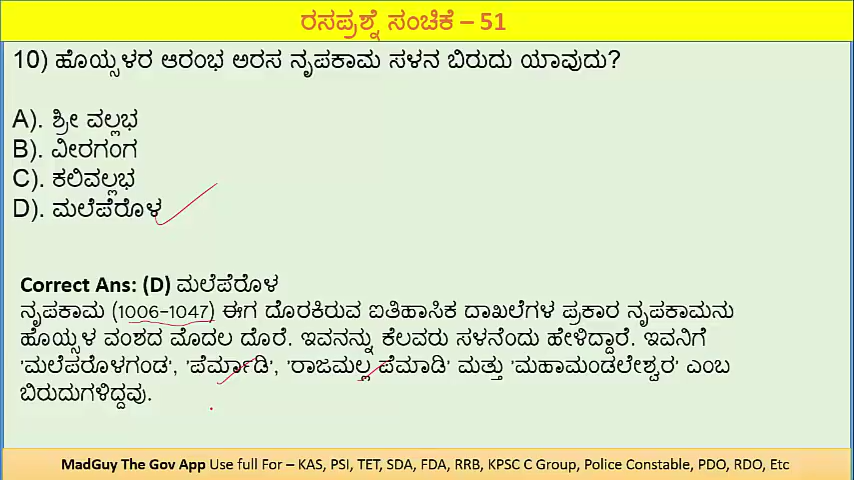 ರಸಪ್ರಶ್ನೆ ಸಂಚಿಕೆ – 51
10) ಹೊಯ್ಸಳರ ಆರಂಭ ಅರಸ ನೃಪಕಾಮ ಸಳನ ಬಿರುದು ಯಾವುದು?
A). ಶ್ರೀ ವಲ್ಲಭ
B). ವೀರಗಂಗ
C). ಕಲಿವಲ್ಲಭ
D). ಮಲೆಪೆರೊಳ
Correct Ans: (D) ಮಲೆಪೆರೊಳ
ನೃಪಕಾಮ (1006-1047) ಈಗ ದೊರಕಿರುವ ಐತಿಹಾಸಿಕ ದಾಖಲೆಗಳ ಪ್ರಕಾರ ನೃಪಕಾಮನು
ಹೊಯ್ಸಳ ವಂಶದ ಮೊದಲ ದೊರೆ. ಇವನನ್ನು ಕೆಲವರು ಸಳನೆಂದು ಹೇಳಿದ್ದಾರೆ. ಇವನಿಗೆ
'ಮಲೆಪರೊಳಗಂಡ', 'ಪೆರ್ಮಾಡಿ', 'ರಾಜಮಲ್ಲ ಪೆಮಾಡಿ' ಮತ್ತು 'ಮಹಾಮಂಡಲೇಶ್ವರ' ಎಂಬ
ಬಿರುದುಗಳಿದ್ದವು.
MadGuy The Gov App Use full For – KAS, PSI, TET, SDA, FDA, RRB, KPSC C Group, Police Constable, PDO, RDO, Etc